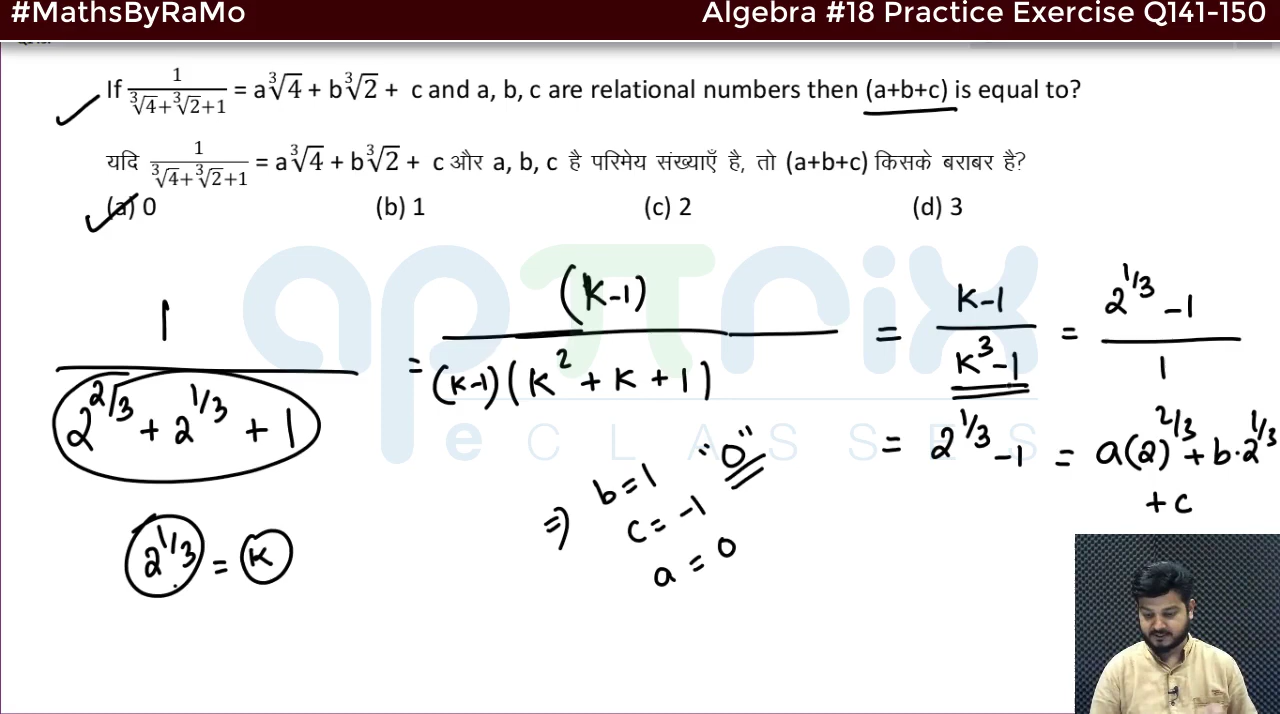 #MathsByRaMo
Algebra #18 Practice Exercise Q141-150
If 1/(∛4+∛2+1) = a∛4 + b∛2 + c and a, b, c are relational numbers then (a+b+c) is equal to?
यदि 1/(∛4+∛2+1) = a∛4 + b∛2 + c और a, b, c है परिमेय संख्याएँ है, तो (a+b+c) किसके बराबर है?
(a) 0 (b) 1 (c) 2 (d) 3
apπrix
e CLASSES
1/(2^2/3 + 2^1/3 + 1) = (k-1)/((k-1)(k^2 + k + 1)) = (k-1)/(k^3-1) = (2^1/3 - 1)/1
= 2^1/3 - 1 = a(2)^2/3 + b·2^1/3
+ c
2^1/3 = k
⇒ b = 1 "0"
c = -1
a = 0